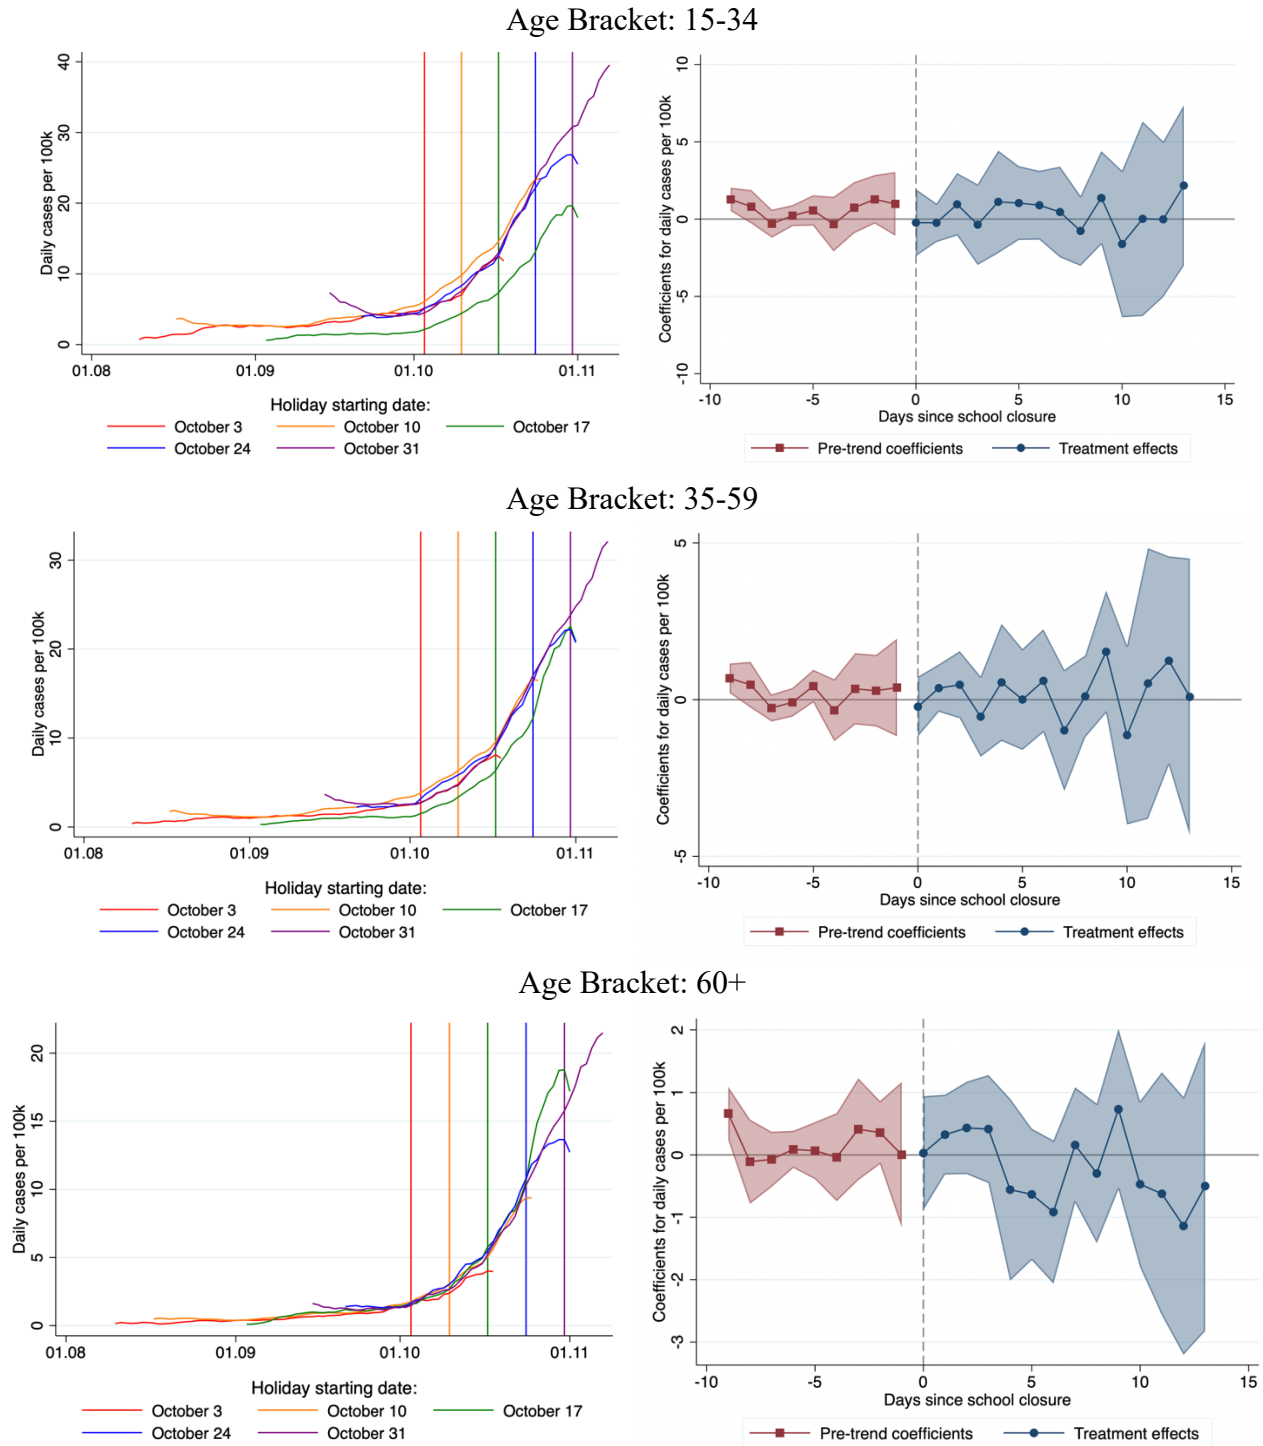 Age Bracket: 15-34
Daily cases per 100k
40
30
20
10
0
01.08 01.09 01.10 01.11
Holiday starting date:
October 3 October 10 October 17
October 24 October 31
Coefficients for daily cases per 100k
10
5
0
-5
-10
-10 -5 0 5 10 15
Days since school closure
Pre-trend coefficients Treatment effects
Age Bracket: 35-59
Daily cases per 100k
30
20
10
0
01.08 01.09 01.10 01.11
Holiday starting date:
October 3 October 10 October 17
October 24 October 31
Coefficients for daily cases per 100k
5
0
-5
-10 -5 0 5 10 15
Days since school closure
Pre-trend coefficients Treatment effects
Age Bracket: 60+
Daily cases per 100k
20
15
10
5
0
01.08 01.09 01.10 01.11
Holiday starting date:
October 3 October 10 October 17
October 24 October 31
Coefficients for daily cases per 100k
2
1
0
-1
-2
-3
-10 -5 0 5 10 15
Days since school closure
Pre-trend coefficients Treatment effects